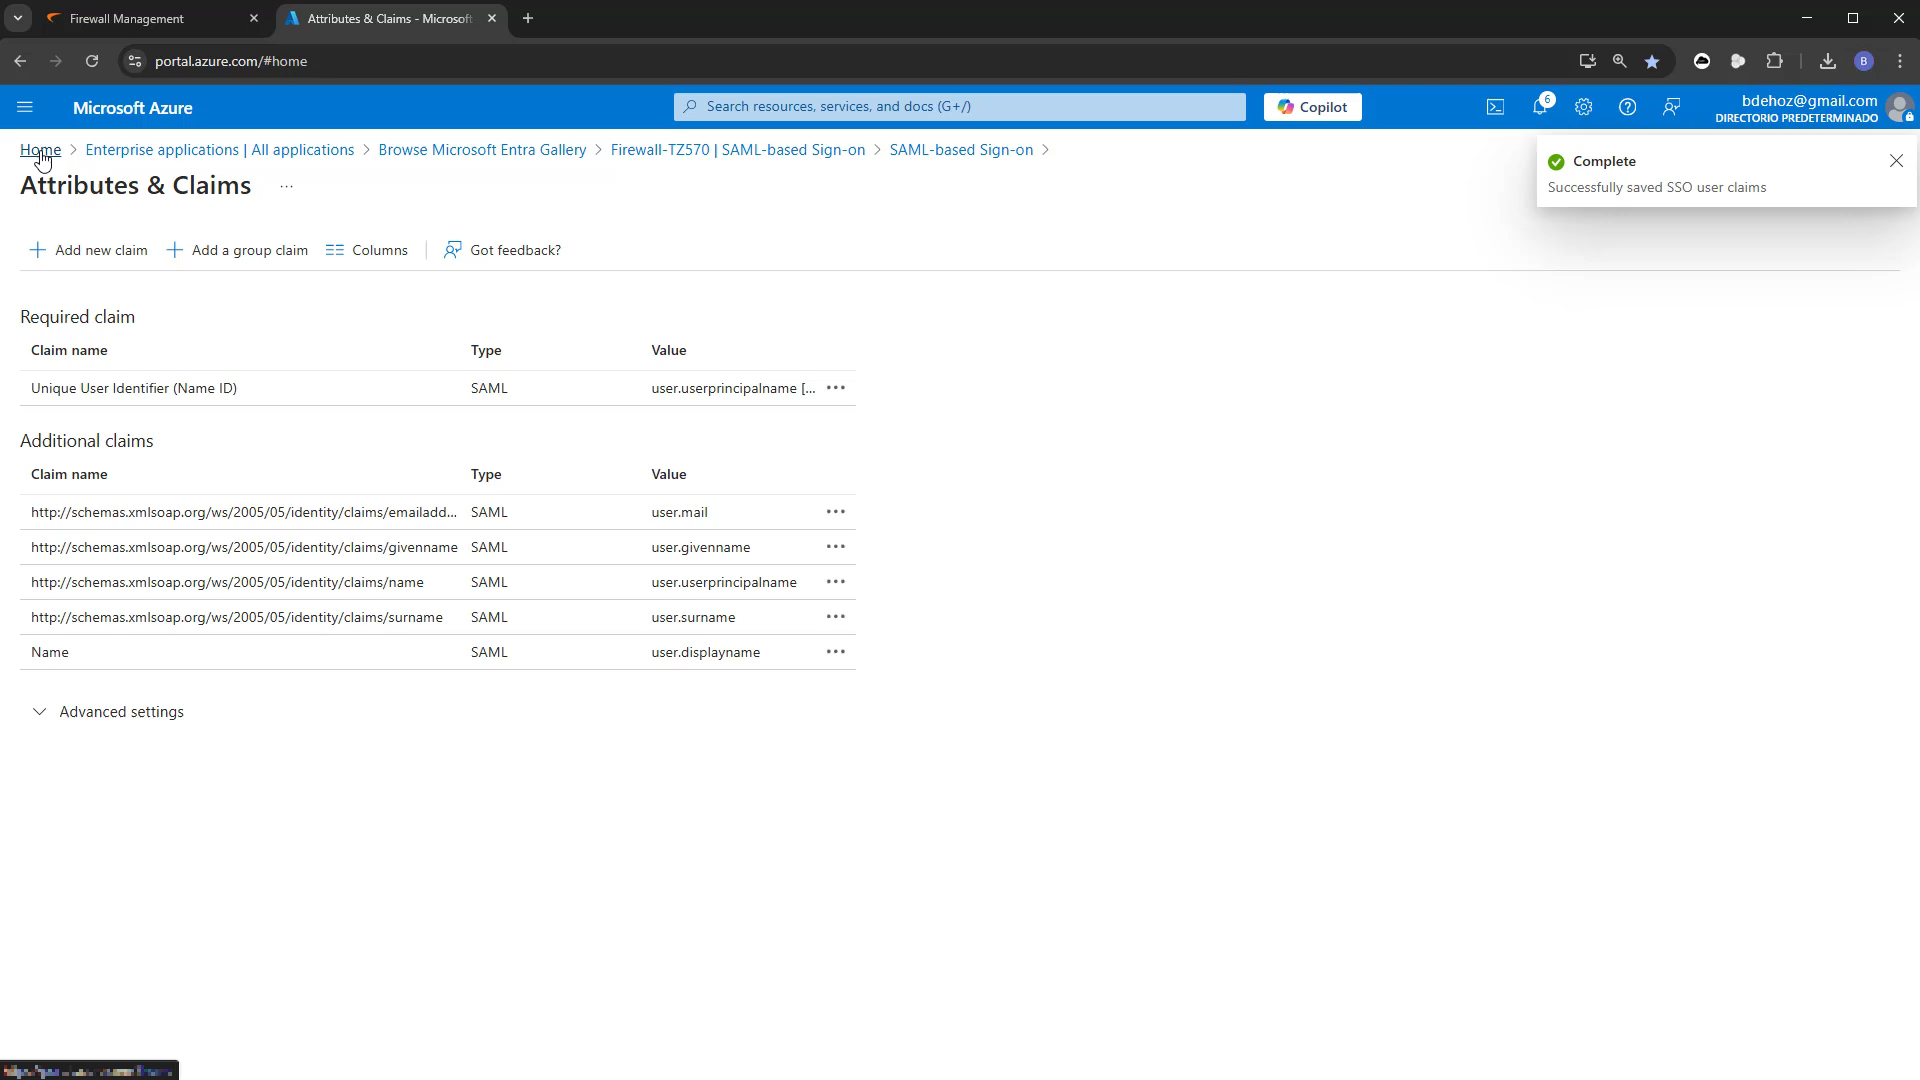 Firewall Management
Attributes & Claims - Microsoft
portal.azure.com/#home
B
Microsoft Azure
Search resources, services, and docs (G+/)
Copilot
6
bdehoz@gmail.com
DIRECTORIO PREDETERMINADO
Home > Enterprise applications | All applications > Browse Microsoft Entra Gallery > Firewall-TZ570 | SAML-based Sign-on > SAML-based Sign-on >
Complete
Successfully saved SSO user claims
Attributes & Claims ...
Add new claim
Add a group claim
Columns
Got feedback?
Required claim
Claim name Type Value
Unique User Identifier (Name ID) SAML user.userprincipalname [...
Additional claims
Claim name Type Value
http://schemas.xmlsoap.org/ws/2005/05/identity/claims/emailadd... SAML user.mail
http://schemas.xmlsoap.org/ws/2005/05/identity/claims/givenname SAML user.givenname
http://schemas.xmlsoap.org/ws/2005/05/identity/claims/name SAML user.userprincipalname
http://schemas.xmlsoap.org/ws/2005/05/identity/claims/surname SAML user.surname
Name SAML user.displayname
Advanced settings